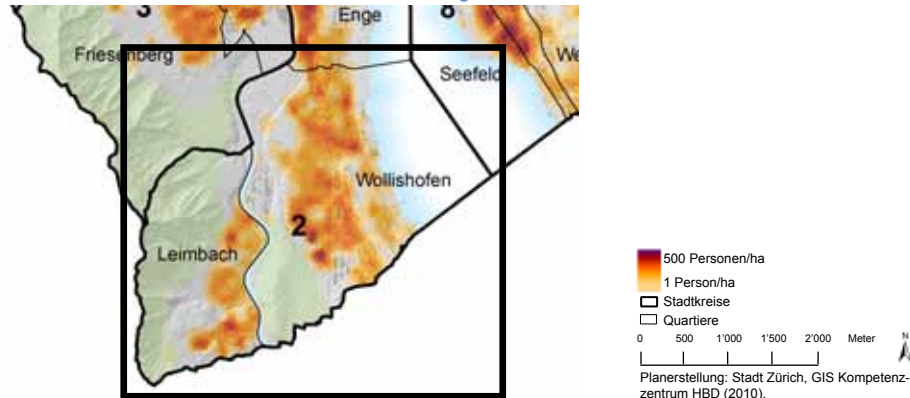 3
Enge
8
Friesenberg
We
Seefeld
Wollishofen
2
Leimbach
500 Personen/ha
1 Person/ha
Stadtkreise
Quartiere
0 500 1'000 1'500 2'000 Meter
N
Planerstellung: Stadt Zürich, GIS Kompetenz-
zentrum HBD (2010).